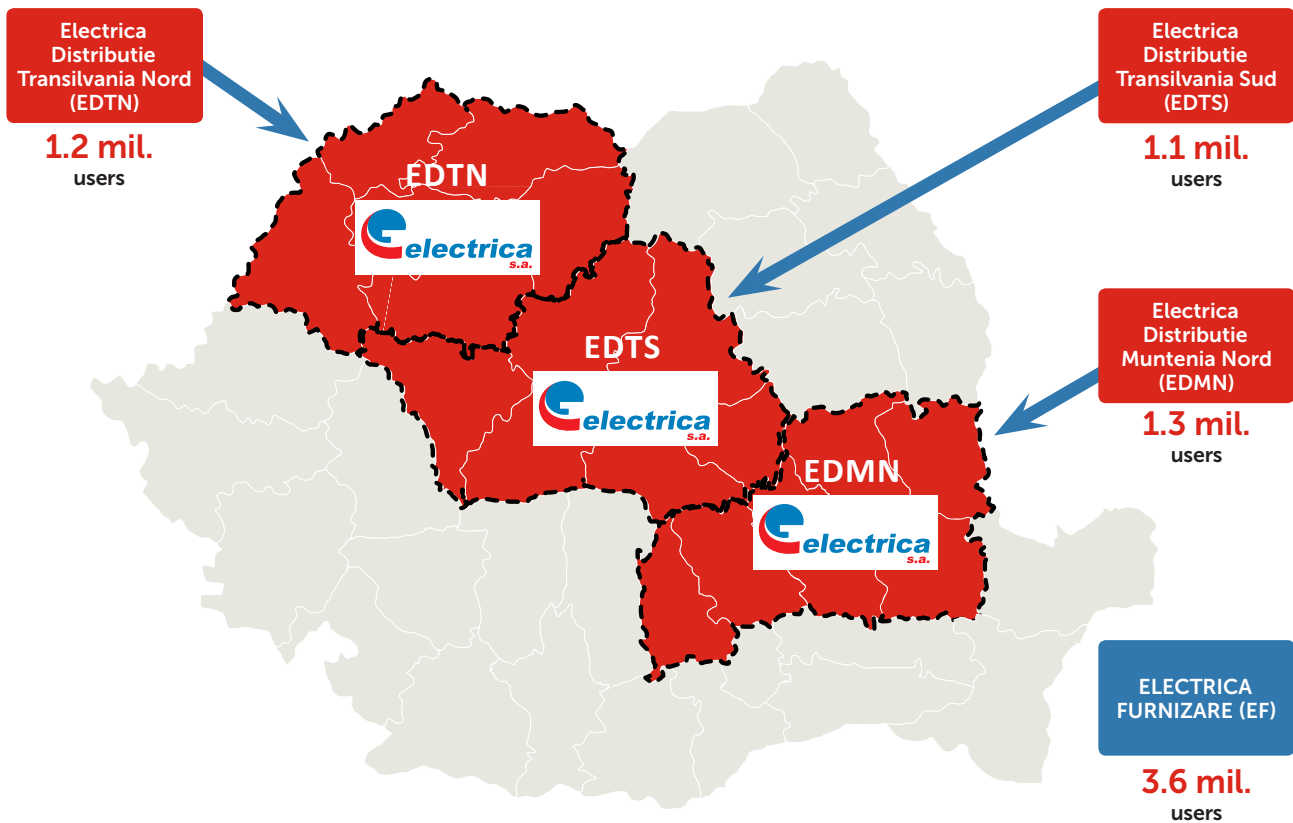 Electrica
Distributie
Transilvania Nord
(EDTN)
1.2 mil.
users
Electrica
Distributie
Transilvania Sud
(EDTS)
1.1 mil.
users
EDTN
electrica
s.a.
Electrica
Distributie
Muntenia Nord
(EDMN)
1.3 mil.
users
EDTS
electrica
s.a.
EDMN
electrica
s.a.
ELECTRICA
FURNIZARE (EF)
3.6 mil.
users